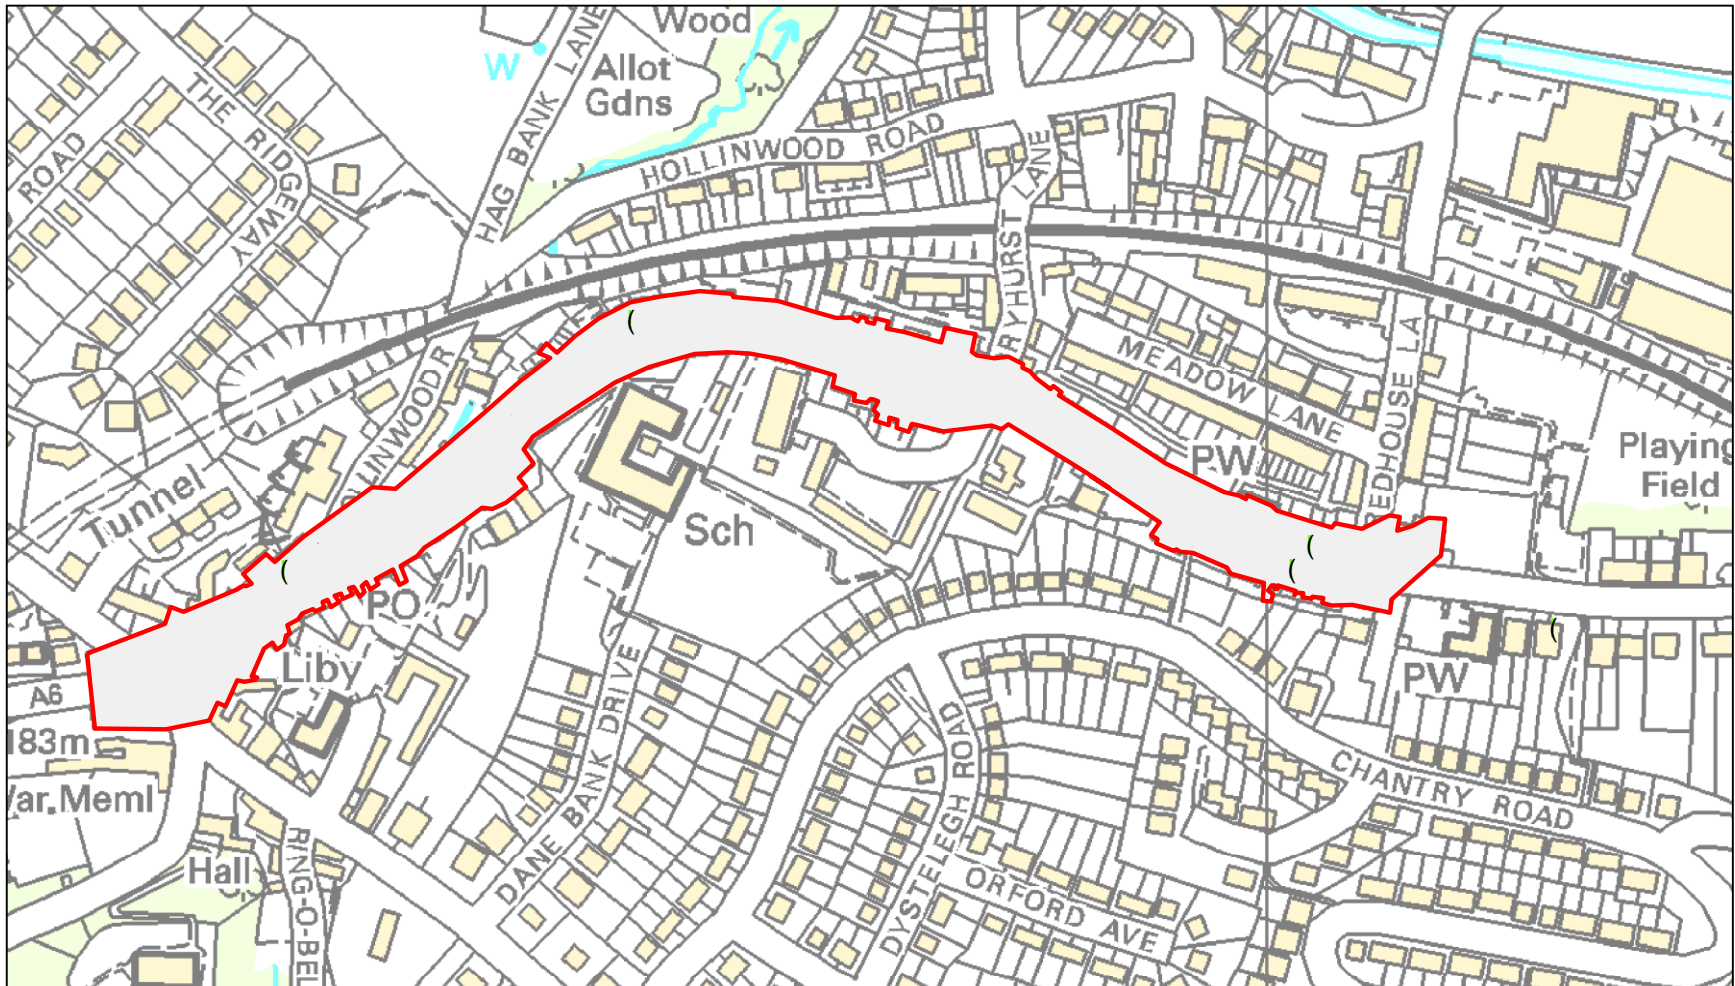 Wood
W
HAG BANK LANE
Allot
Gdns
THE RIDGEWAY
ROAD
HOLLINWOOD ROAD
LANE
RYHURST
MEADOW LANE
EDHOUSE LA
PW
Playing
Field
OLLINWOOD R
Tunnel
Sch
PO
Liby
A6
183m
ar. Meml
Hall
RING-O-BEL
DANE BANK DRIVE
DYSTELEGH ROAD
ORFORD AVE
CHANTRY ROAD
PW